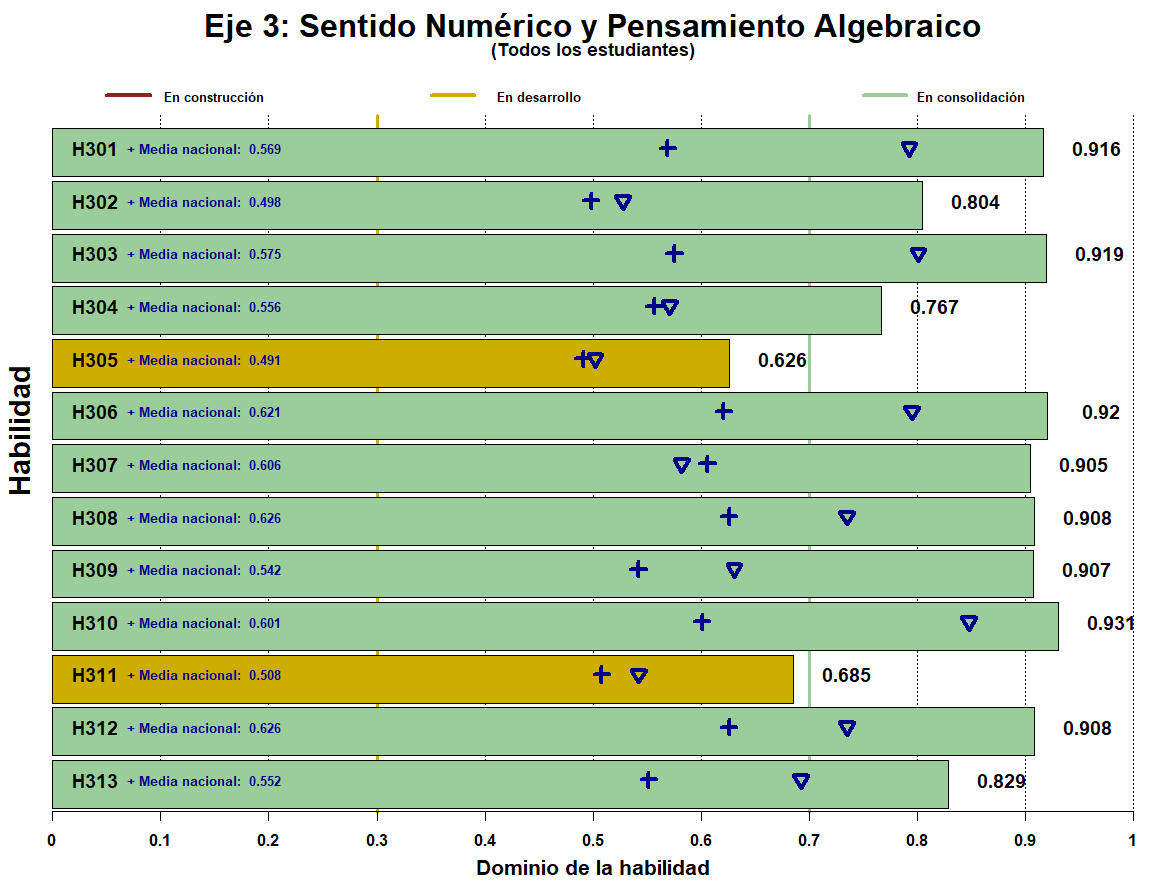 Eje 3: Sentido Numérico y Pensamiento Algebraico
(Todos los estudiantes)
En construcción En desarrollo En consolidación
H301 + Media nacional: 0.569 0.916
H302 + Media nacional: 0.498 0.804
H303 + Media nacional: 0.575 0.919
H304 + Media nacional: 0.556 0.767
H305 + Media nacional: 0.491 0.626
H306 + Media nacional: 0.621 0.92
H307 + Media nacional: 0.606 0.905
H308 + Media nacional: 0.626 0.908
H309 + Media nacional: 0.542 0.907
H310 + Media nacional: 0.601 0.931
H311 + Media nacional: 0.508 0.685
H312 + Media nacional: 0.626 0.908
H313 + Media nacional: 0.552 0.829
Habilidad
0 0.1 0.2 0.3 0.4 0.5 0.6 0.7 0.8 0.9 1
Dominio de la habilidad